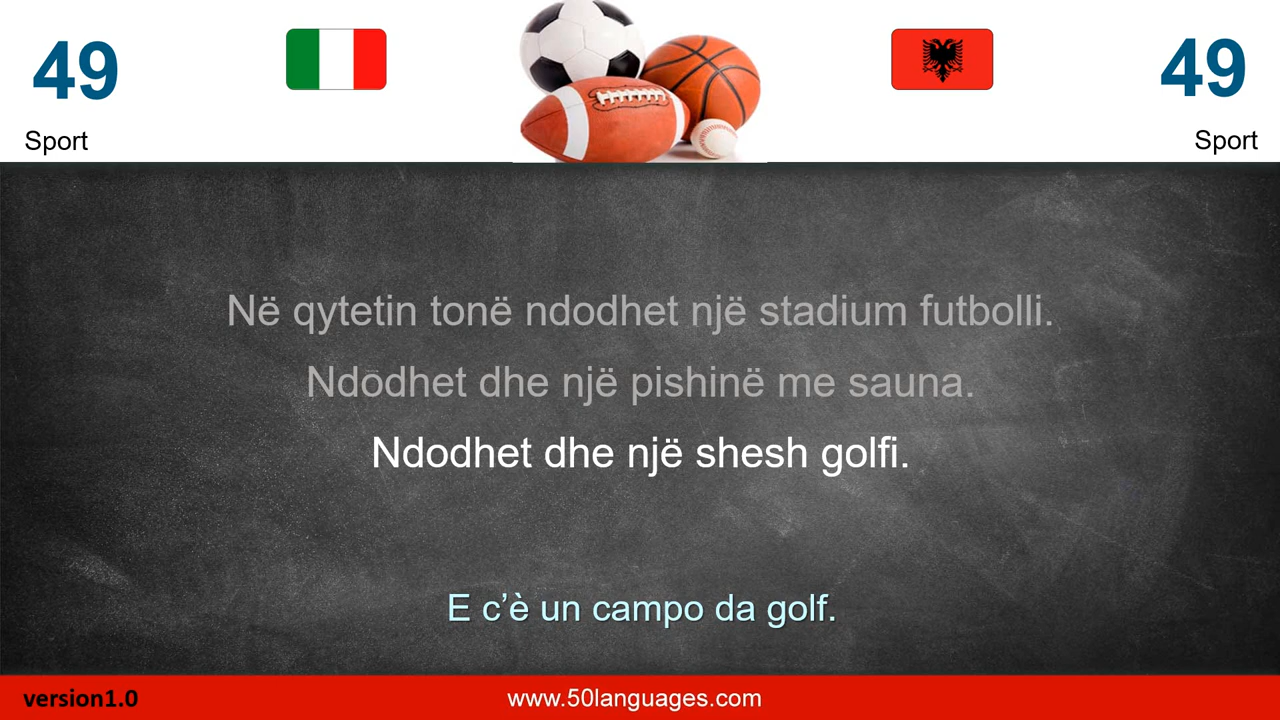 49
49
Sport
Sport
Në qytetin tonë ndodhet një stadium futbolli.
Ndodhet dhe një pishinë me sauna.
Ndodhet dhe një shesh golfi.
E c’è un campo da golf.
version1.0
www.50languages.com